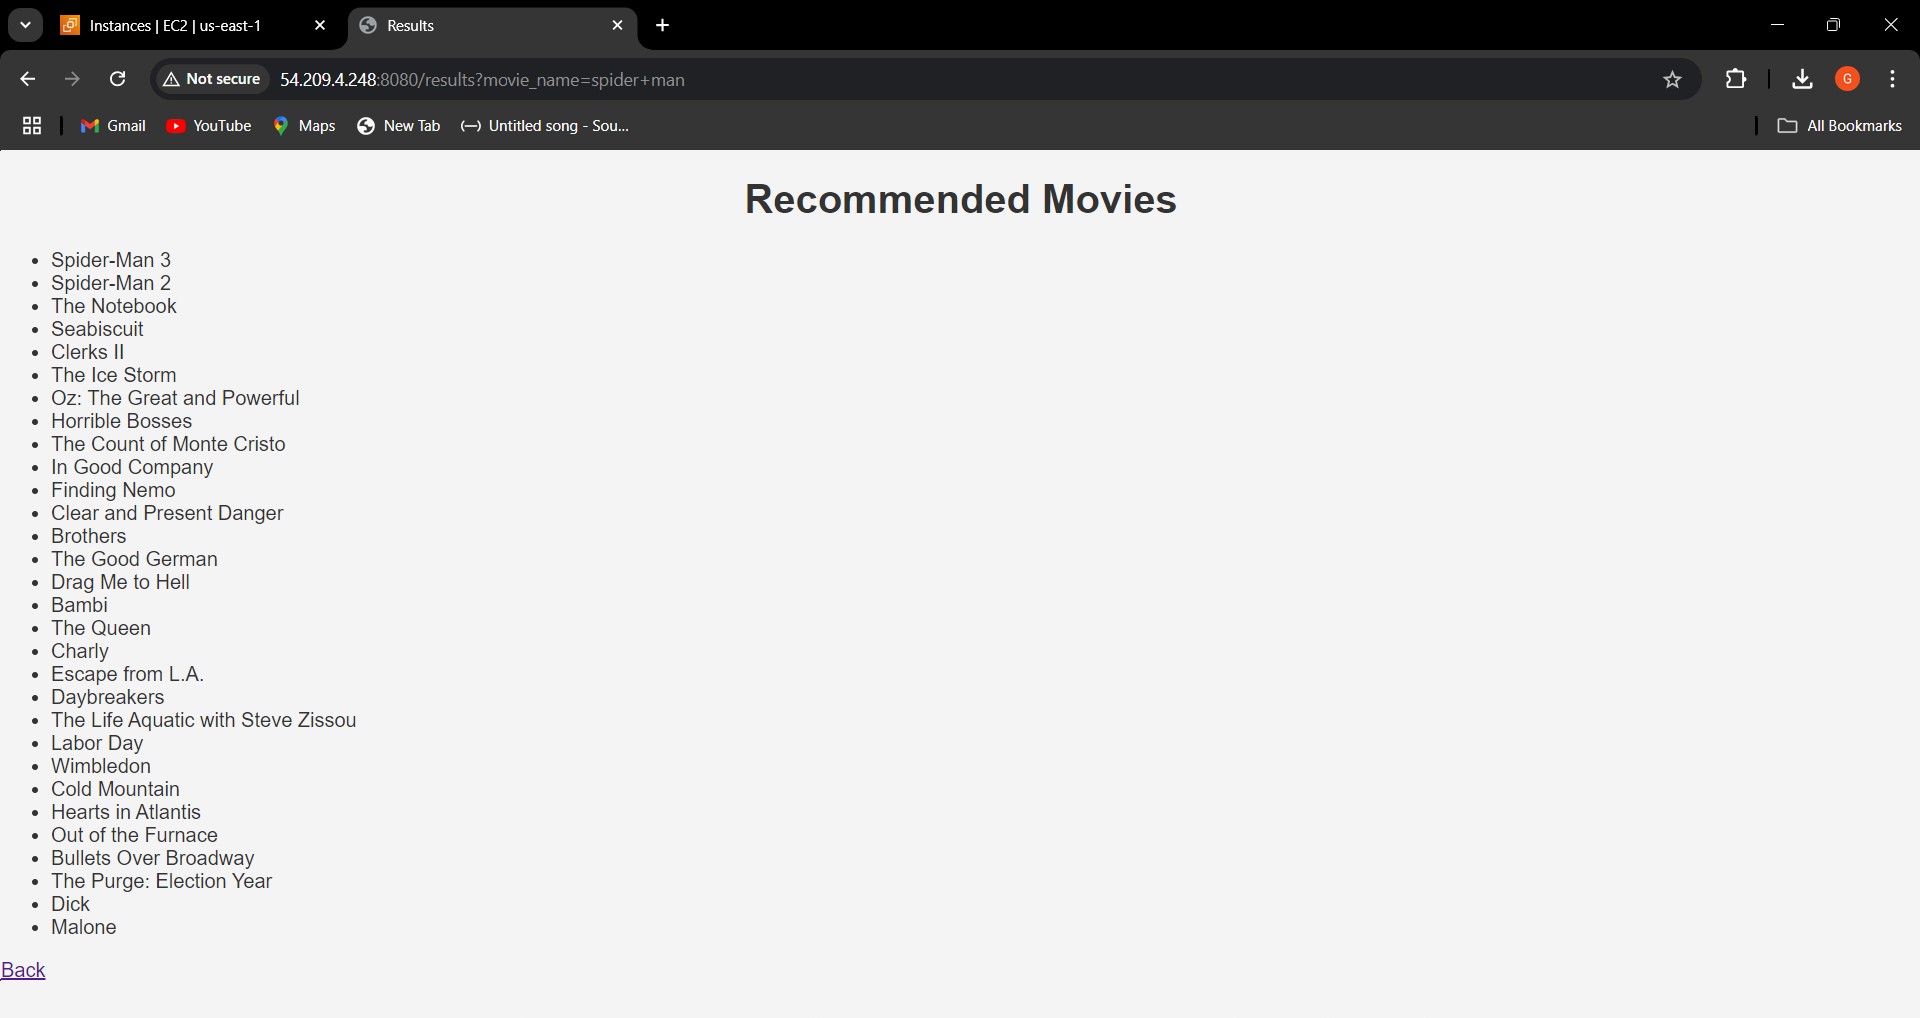 Instances | EC2 | us-east-1
Results
Not secure
54.209.4.248:8080/results?movie_name=spider+man
G
Gmail
YouTube
Maps
New Tab
Untitled song - Sou...
All Bookmarks
Recommended Movies
Spider-Man 3
Spider-Man 2
The Notebook
Seabiscuit
Clerks II
The Ice Storm
Oz: The Great and Powerful
Horrible Bosses
The Count of Monte Cristo
In Good Company
Finding Nemo
Clear and Present Danger
Brothers
The Good German
Drag Me to Hell
Bambi
The Queen
Charly
Escape from L.A.
Daybreakers
The Life Aquatic with Steve Zissou
Labor Day
Wimbledon
Cold Mountain
Hearts in Atlantis
Out of the Furnace
Bullets Over Broadway
The Purge: Election Year
Dick
Malone
Back